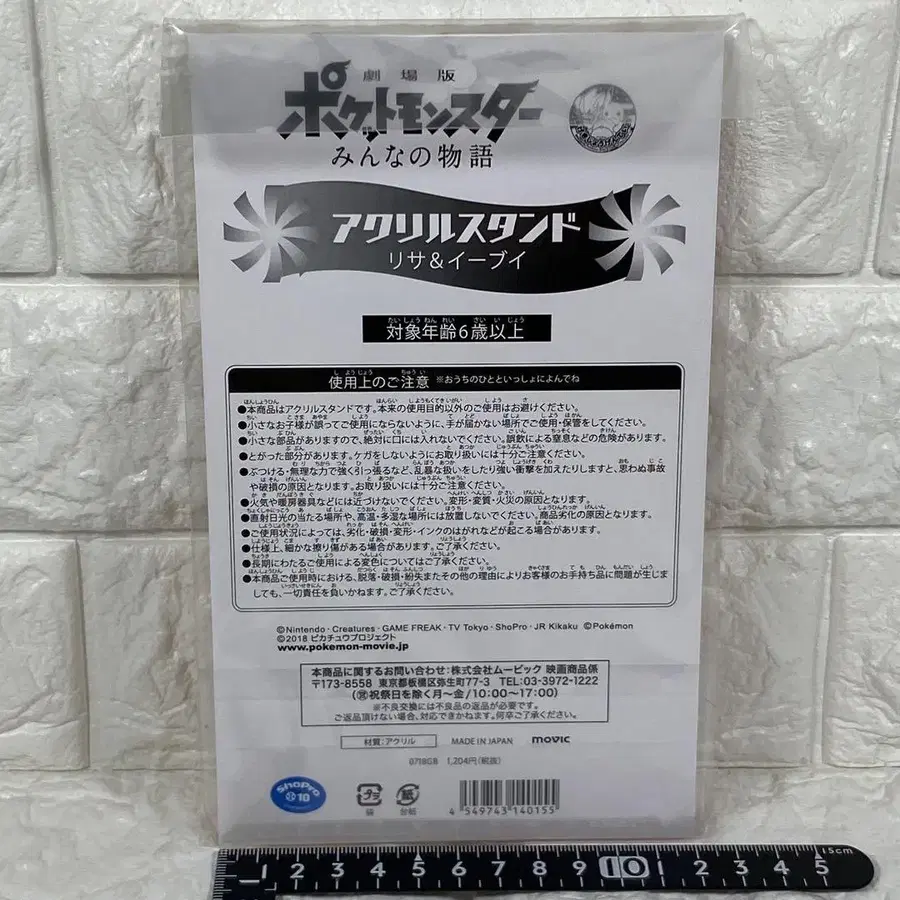 劇場版
ポケットモンスター
みんなの物語
アクリルスタンド
リサ&イーブイ
対象年齢6歳以上
使用上のご注意 ※おうちのひとといっしょによんでね
●本商品はアクリルスタンドです。本来の使用目的以外のご使用はお避けください。
●小さなお子様が誤ってご使用にならないように、手が届かない場所でご使用・保管をしてください。
●小さな部品がありますので、絶対に口には入れないでください。誤飲による窒息などの危険があります。
●とがった部分があります。ケガをしないようにお取り扱いには十分ご注意ください。
●ぶつける・無理な力で強く引っ張るなど、乱暴な扱いをしたり強い衝撃を加えたりしますと、思わぬ事故
や破損の原因となります。お取り扱いには十分ご注意ください。
●火気や暖房器具などには近づけないでください。変形・変質・火災の原因となります。
●直射日光の当たる場所や、高温・多湿な場所には放置しないでください。商品劣化の原因となります。
●ご使用状況によっては、劣化・破損・変形・インクのはがれなどが起こる場合があります。
●仕様上、細かな擦り傷がある場合があります。ご了承ください。
●長期にわたるご使用による変色についてはご了承ください。
●本商品ご使用時における、脱落・破損・紛失またその他の理由によりお客様のお手持ち品に問題が生じま
しても、一切責任を負いかねます。ご了承ください。
©Nintendo・Creatures・GAME FREAK・TV Tokyo・ShoPro・JR Kikaku ©Pokémon
©2018 ピカチュウプロジェクト
www.pokemon-movie.jp
本商品に関するお問い合わせ:株式会社ムービック 映画商品係
〒173-8558 東京都板橋区弥生町77-3 TEL:03-3972-1222
(㊗祝祭日を除く月~金/10:00~17:00)
※不良交換には不良品の返品が必要です。
ご返品頂けない場合、対応できかねます。何卒ご了承ください。
材質:アクリル MADE IN JAPAN movic
0718GB 1,204円(税抜)
ShoPro
10
プラ
袋
紙
台紙
4 549743 140155
1 2 3 4 5 6 7 8 9 10 1 2 3 4 5 15cm